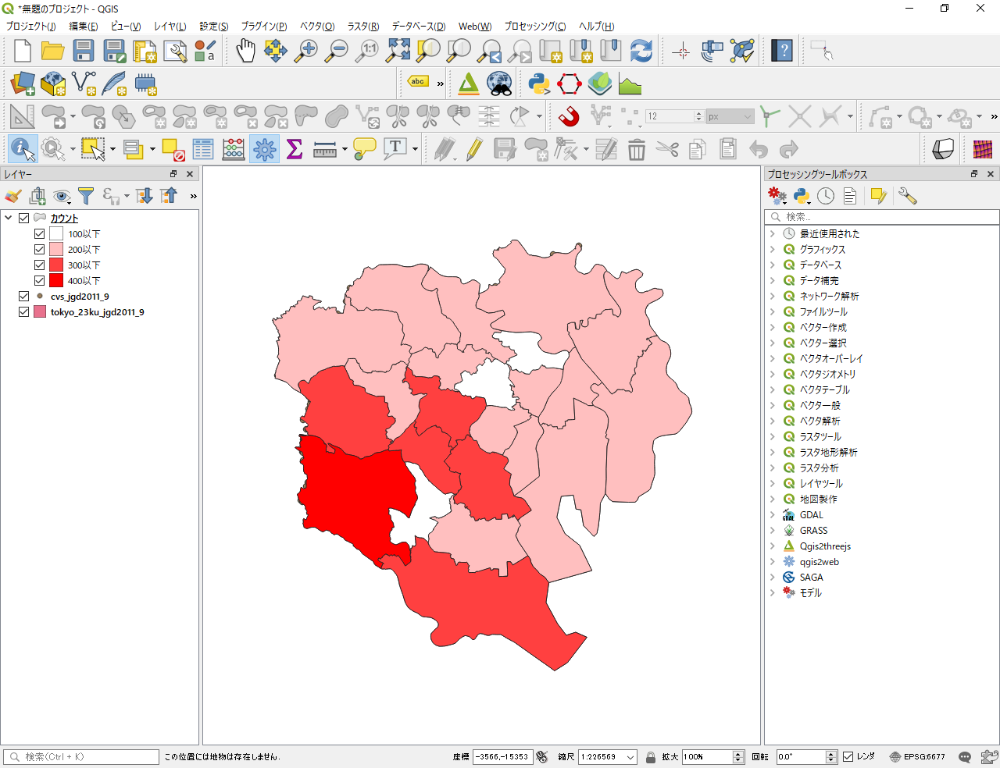 *無題のプロジェクト - QGIS
プロジェクト(J) 編集(E) ビュー(V) レイヤ(L) 設定(S) プラグイン(P) ベクタ(O) ラスタ(R) データベース(D) Web(W) プロセッシング(C) ヘルプ(H)
1:1
a
abc »
12 px »
T
レイヤー
»
カウント
100以下
200以下
300以下
400以下
cvs_jgd2011_9
tokyo_23ku_jgd2011_9
プロセッシングツールボックス
検索...
最近使用された
グラフィックス
データベース
データ補完
ネットワーク解析
ファイルツール
ベクター作成
ベクター選択
ベクタオーバーレイ
ベクタジオメトリ
ベクタテーブル
ベクタ一般
ベクタ解析
ラスタツール
ラスタ地形解析
ラスタ分析
レイヤツール
地図製作
GDAL
GRASS
Qgis2threejs
qgis2web
SAGA
モデル
検索(Ctrl + K) この位置には地物は存在しません. 座標 -3566,-15353 縮尺 1:226569 拡大 100% 回転 0.0° レンダ EPSG:6677